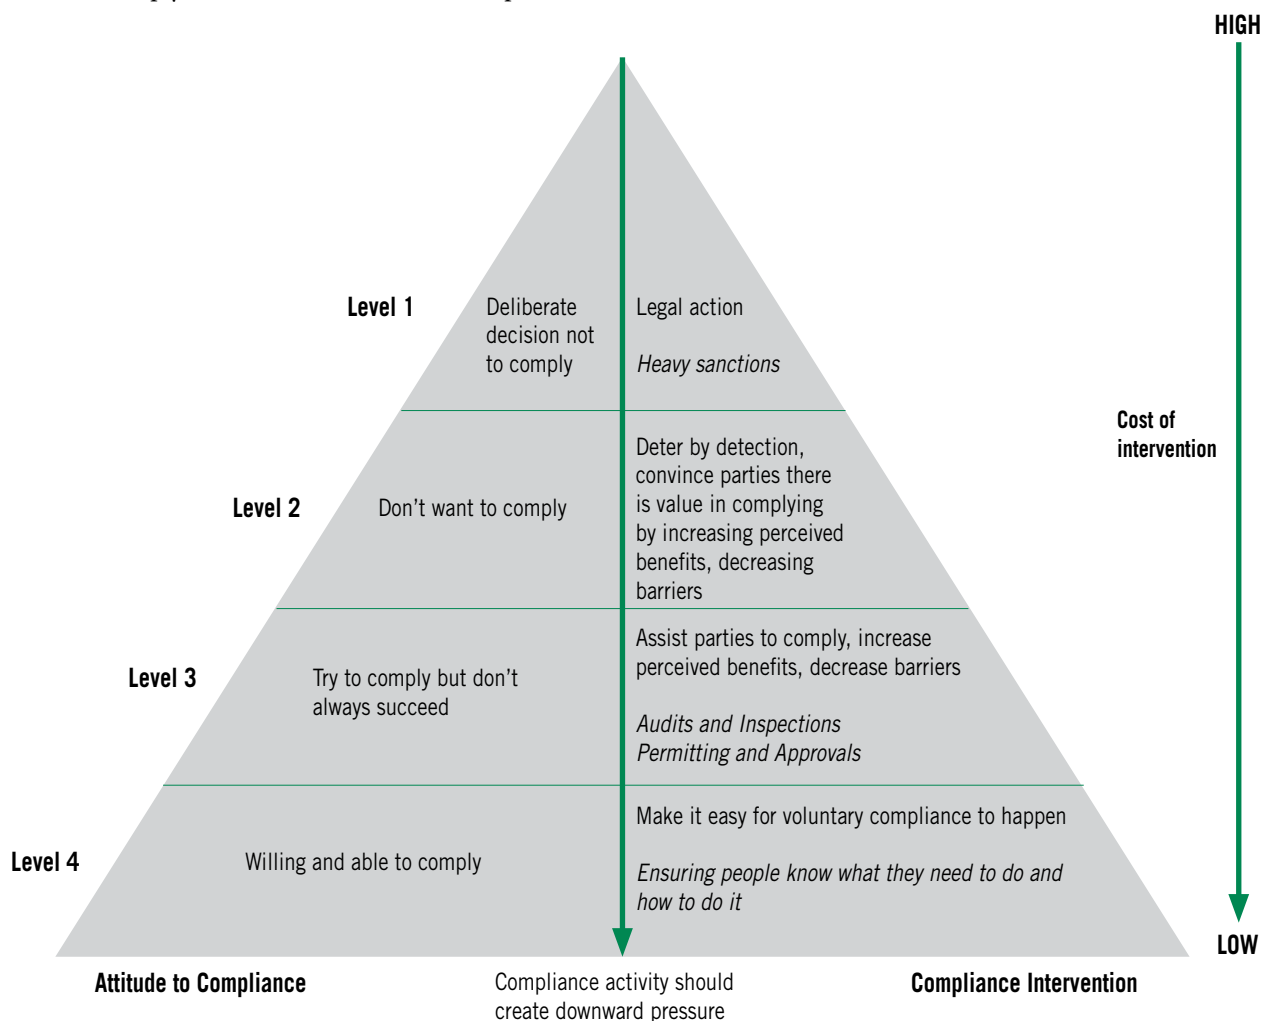 HIGH
Level 1
Deliberate
decision not
to comply
Legal action
Heavy sanctions
Cost of
intervention
Level 2
Don’t want to comply
Deter by detection,
convince parties there
is value in complying
by increasing perceived
benefits, decreasing
barriers
Level 3
Try to comply but don’t
always succeed
Assist parties to comply, increase
perceived benefits, decrease barriers
Audits and Inspections
Permitting and Approvals
Level 4
Willing and able to comply
Make it easy for voluntary compliance to happen
Ensuring people know what they need to do and
how to do it
LOW
Attitude to Compliance
Compliance activity should
create downward pressure
Compliance Intervention